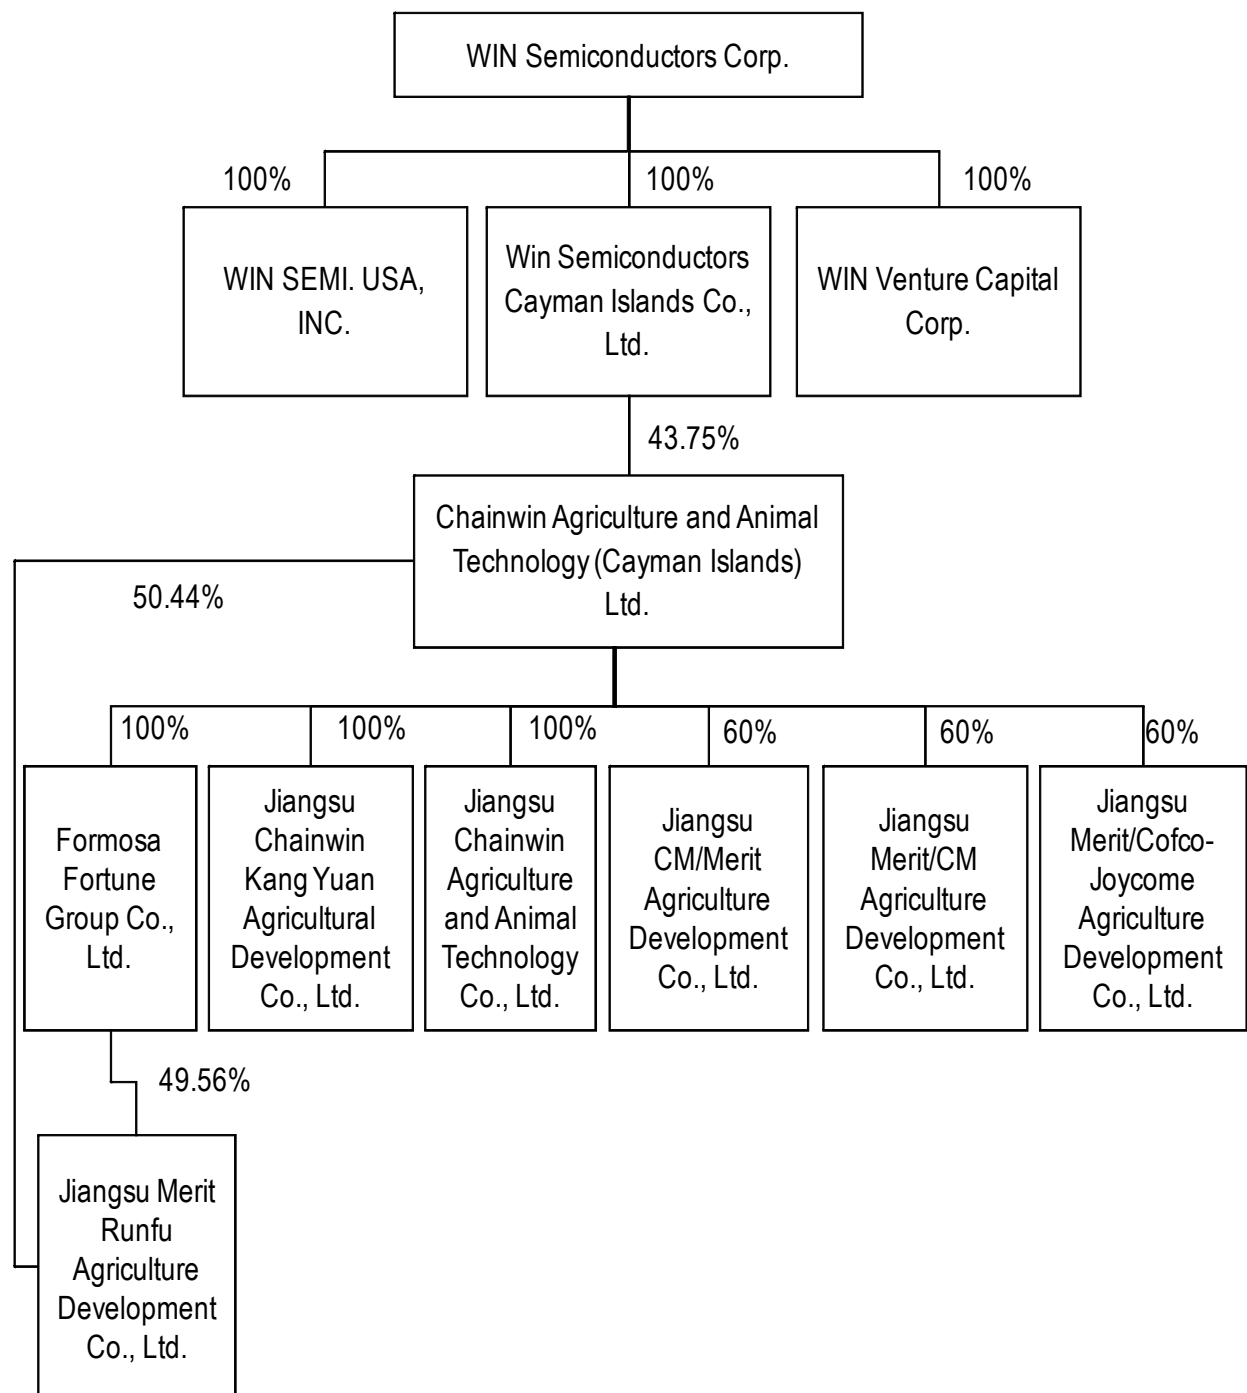 WIN Semiconductors Corp.
100%
100%
100%
WIN SEMI. USA,
INC.
Win Semiconductors
Cayman Islands Co.,
Ltd.
WIN Venture Capital
Corp.
43.75%
Chainwin Agriculture and Animal
Technology (Cayman Islands)
Ltd.
50.44%
100%
100%
100%
60%
60%
60%
Formosa
Fortune
Group Co.,
Ltd.
Jiangsu
Chainwin
Kang Yuan
Agricultural
Development
Co., Ltd.
Jiangsu
Chainwin
Agriculture
and Animal
Technology
Co., Ltd.
Jiangsu
CM/Merit
Agriculture
Development
Co., Ltd.
Jiangsu
Merit/CM
Agriculture
Development
Co., Ltd.
Jiangsu
Merit/Cofco-
Joycome
Agriculture
Development
Co., Ltd.
49.56%
Jiangsu Merit
Runfu
Agriculture
Development
Co., Ltd.